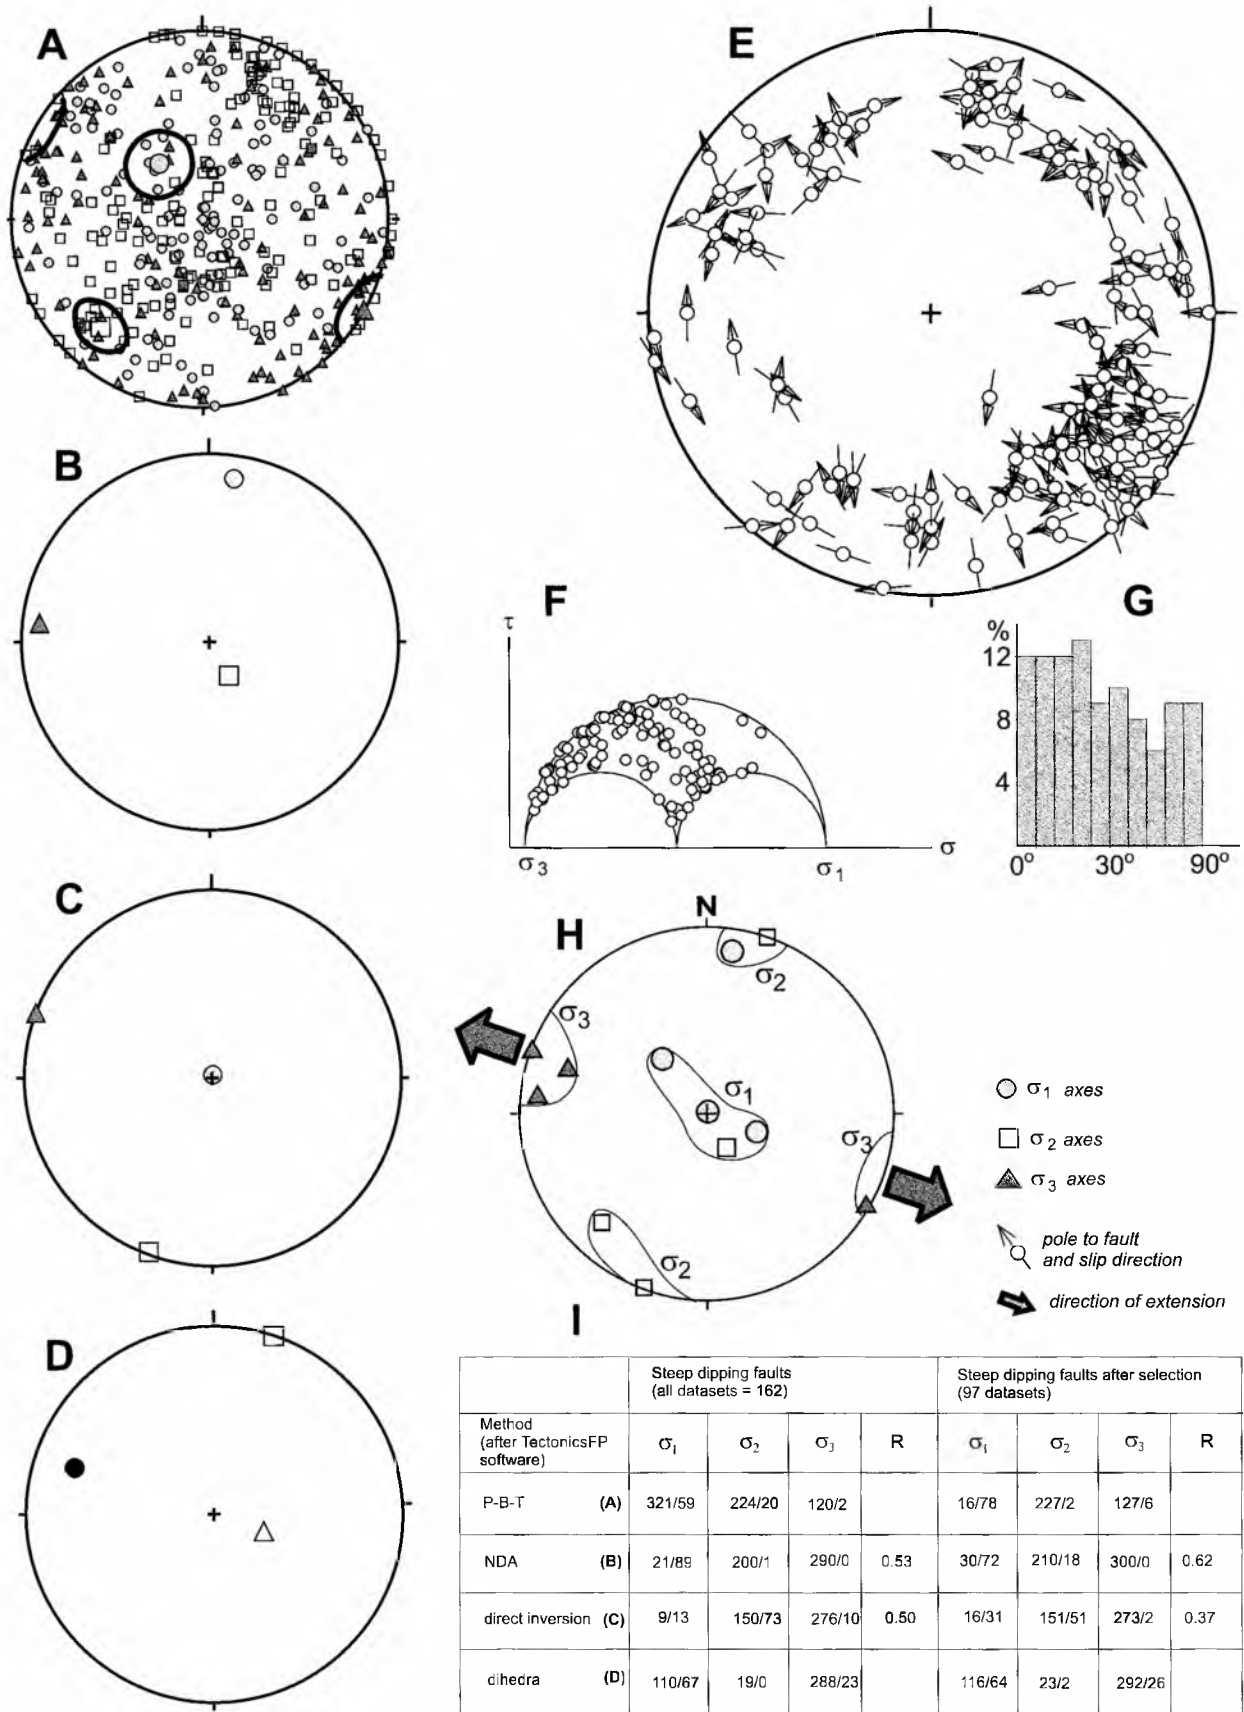 A
E
B
F
τ
σ
σ3
σ1
G
%
12
8
4
0º
30º
90º
C
H
N
σ2
σ3
σ1
σ3
σ2
σ1 axes
σ2 axes
σ3 axes
pole to fault
and slip direction
direction of extension
D
I
Steep dipping faults
(all datasets = 162)
Steep dipping faults after selection
(97 datasets)
Method
(after TectonicsFP
software)
σ1 σ2 σ3 R σ1 σ2 σ3 R
P-B-T (A) 321/59 224/20 120/2 16/78 227/2 127/6
NDA (B) 21/89 200/1 290/0 0.53 30/72 210/18 300/0 0.62
direct inversion (C) 9/13 150/73 276/10 0.50 16/31 151/51 273/2 0.37
dihedra (D) 110/67 19/0 288/23 116/64 23/2 292/26